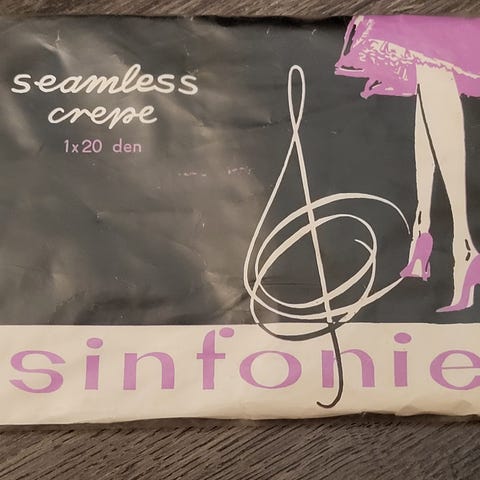 seamless
crepe
1x20 den
sinfonie